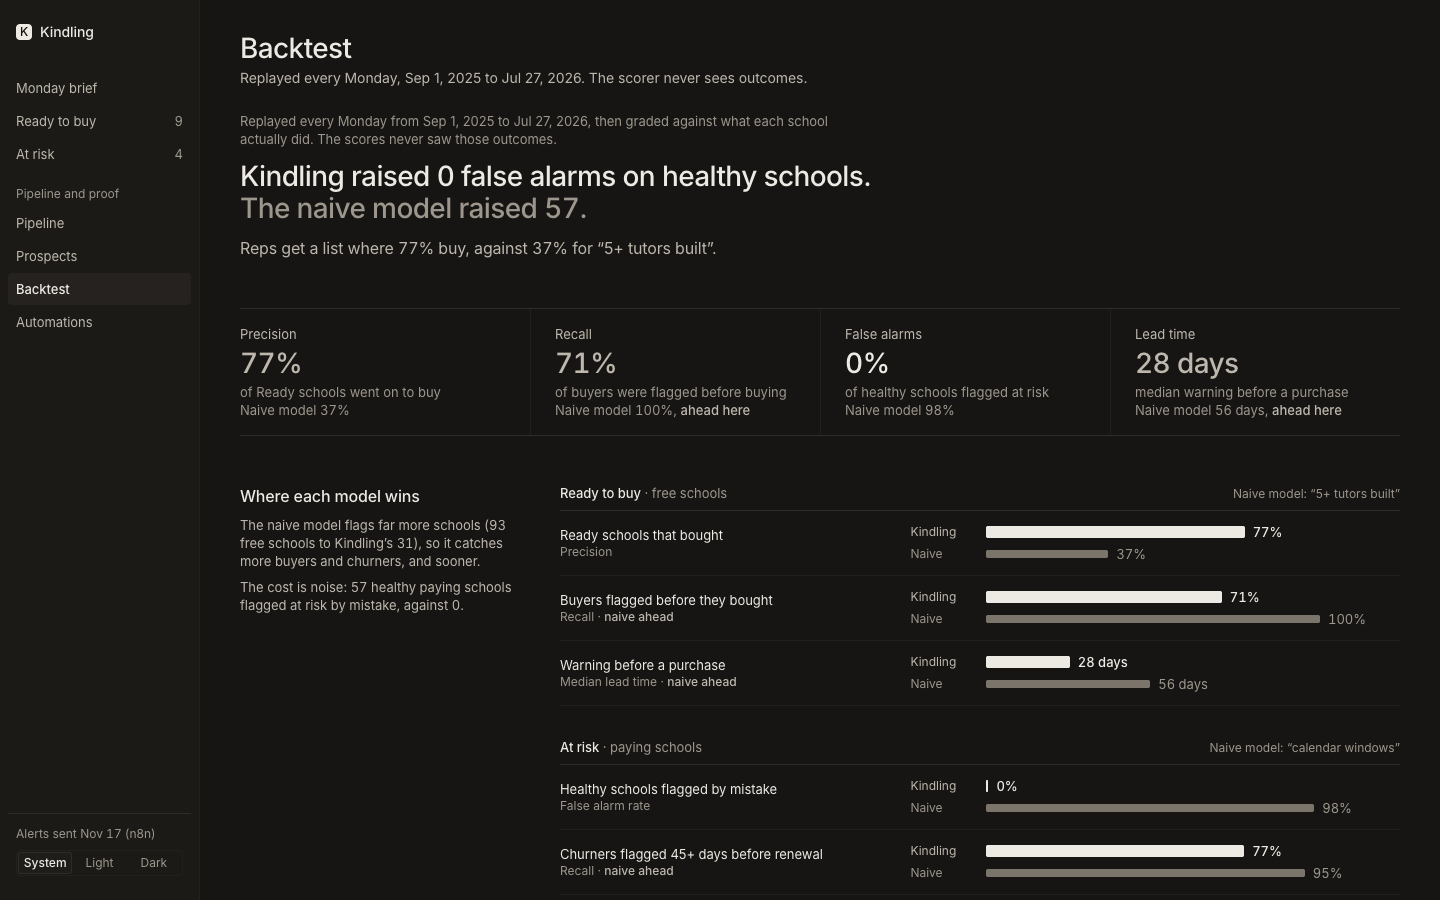 K Kindling
Monday brief
Ready to buy 9
At risk 4
Pipeline and proof
Pipeline
Prospects
Backtest
Automations
Alerts sent Nov 17 (n8n)
System Light Dark
Backtest
Replayed every Monday, Sep 1, 2025 to Jul 27, 2026. The scorer never sees outcomes.
Replayed every Monday from Sep 1, 2025 to Jul 27, 2026, then graded against what each school
actually did. The scores never saw those outcomes.
Kindling raised 0 false alarms on healthy schools.
The naive model raised 57.
Reps get a list where 77% buy, against 37% for “5+ tutors built”.
Precision
77%
of Ready schools went on to buy
Naive model 37%
Recall
71%
of buyers were flagged before buying
Naive model 100%, ahead here
False alarms
0%
of healthy schools flagged at risk
Naive model 98%
Lead time
28 days
median warning before a purchase
Naive model 56 days, ahead here
Where each model wins
The naive model flags far more schools (93
free schools to Kindling’s 31), so it catches
more buyers and churners, and sooner.
The cost is noise: 57 healthy paying schools
flagged at risk by mistake, against 0.
Ready to buy · free schools
Naive model: “5+ tutors built”
Ready schools that bought
Precision
Kindling 77%
Naive 37%
Buyers flagged before they bought
Recall · naive ahead
Kindling 71%
Naive 100%
Warning before a purchase
Median lead time · naive ahead
Kindling 28 days
Naive 56 days
At risk · paying schools
Naive model: “calendar windows”
Healthy schools flagged by mistake
False alarm rate
Kindling 0%
Naive 98%
Churners flagged 45+ days before renewal
Recall · naive ahead
Kindling 77%
Naive 95%